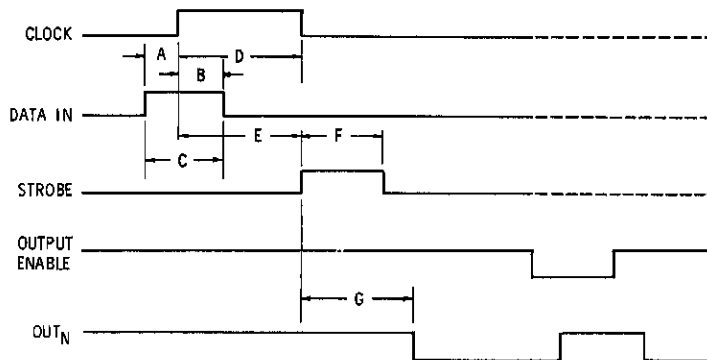 CLOCK
A
D
B
DATA IN
E
F
C
STROBE
OUTPUT
ENABLE
G
OUTN